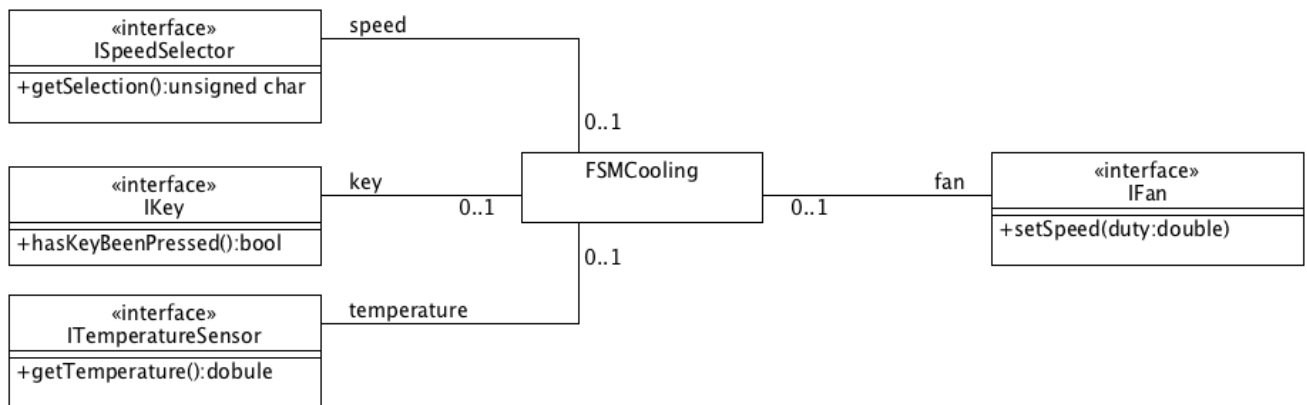 «interface»
ISpeedSelector
+getSelection():unsigned char
speed
0..1
«interface»
IKey
+hasKeyBeenPressed():bool
key
0..1
FSMCooling
0..1
fan
«interface»
IFan
+setSpeed(duty:double)
0..1
«interface»
ITemperatureSensor
+getTemperature():dobule
temperature